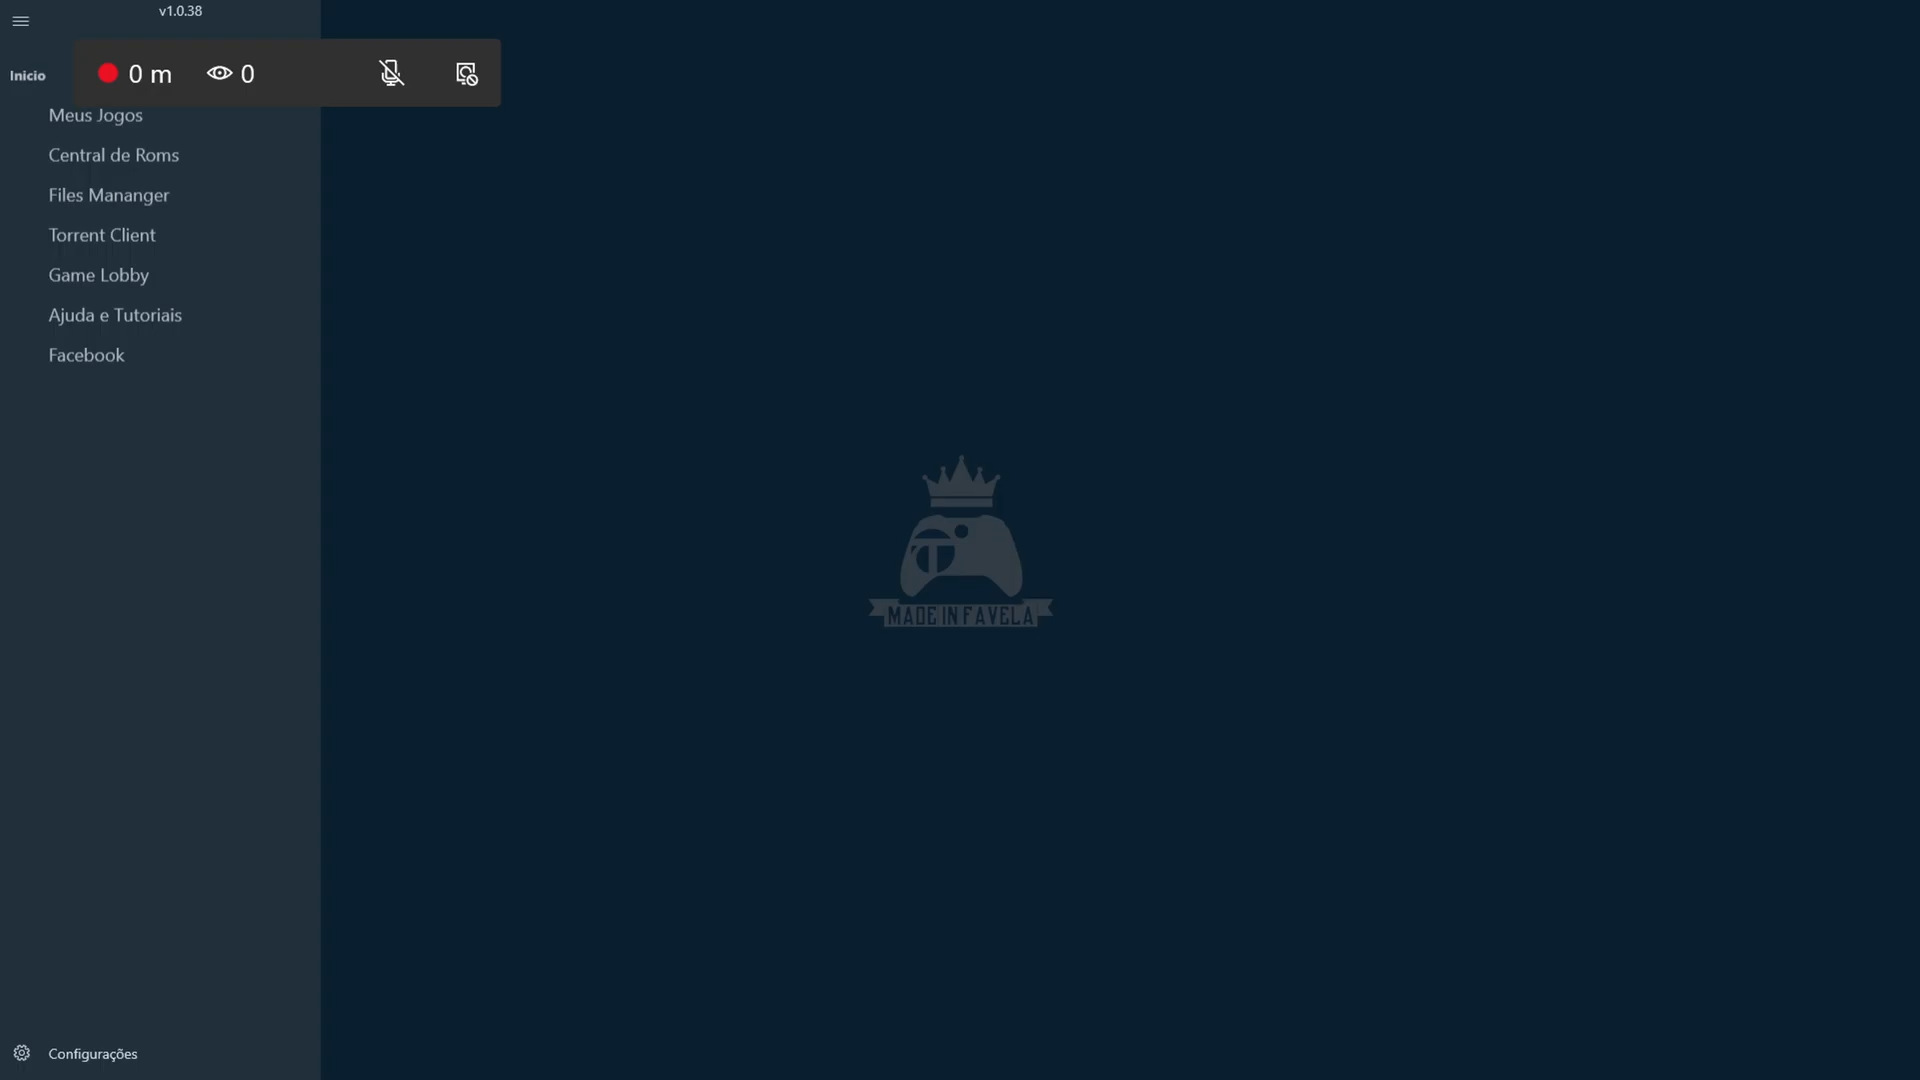 v1.0.38
0 m 0
Inicio
Meus Jogos
Central de Roms
Files Mananger
Torrent Client
Game Lobby
Ajuda e Tutoriais
Facebook
MADE IN FAVELA
Configurações